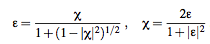 ε = χ / (1+(1−|χ|²)^{1/2}) , χ = 2ε / (1+|ε|²)